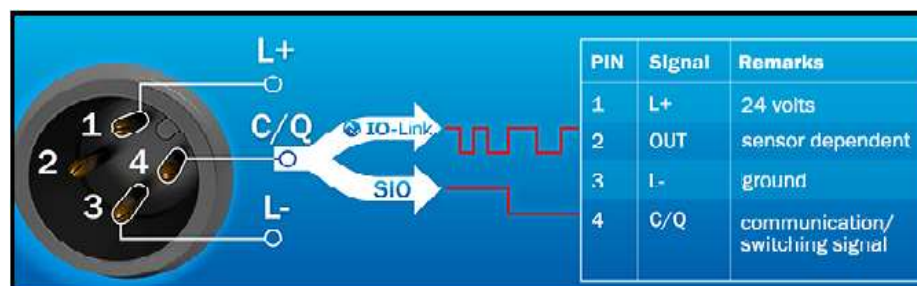 L+
1
C/Q
IO-Link
2
4
3
SIO
L-
PIN Signal Remarks
1 L+ 24 volts
2 OUT sensor dependent
3 L- ground
4 C/Q communication/
switching signal